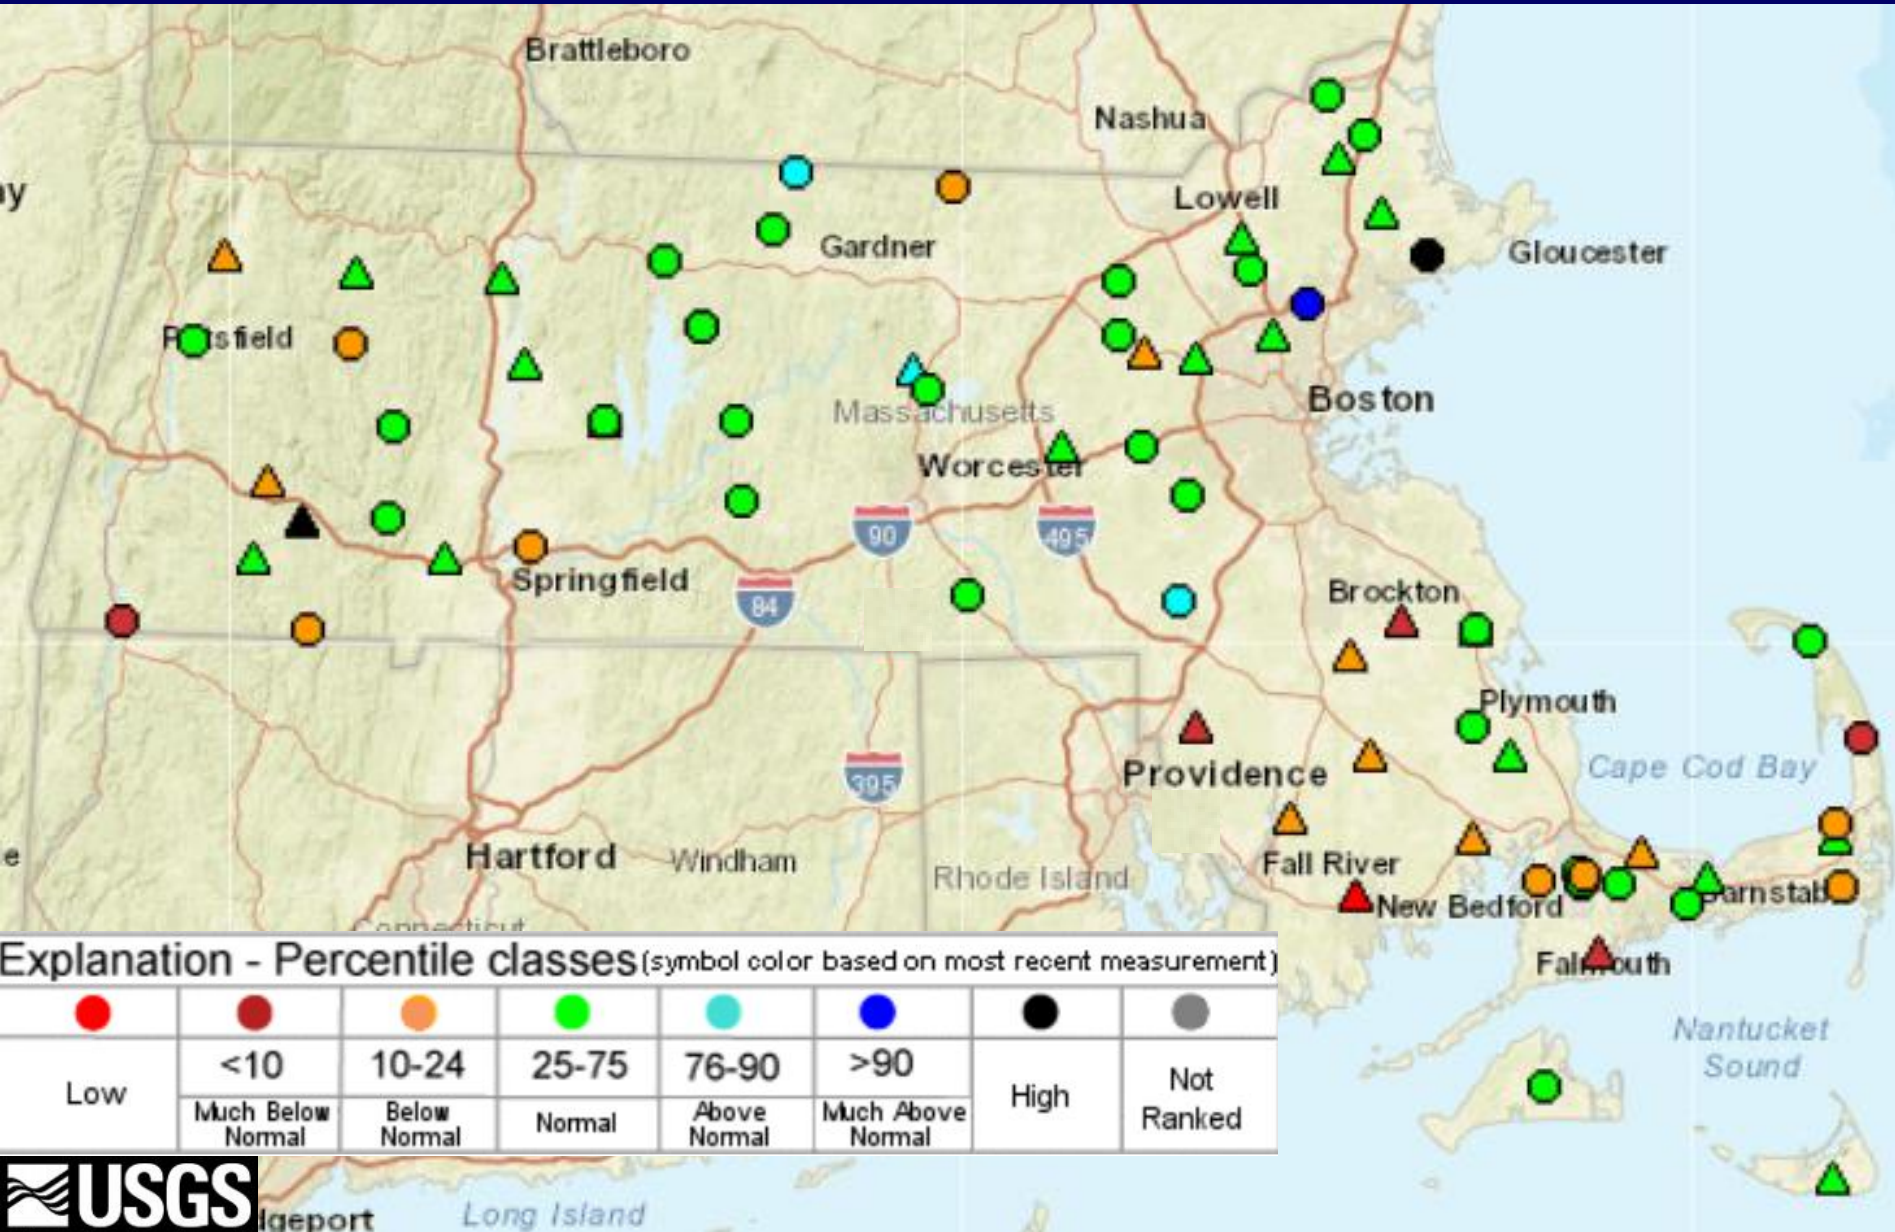 Brattleboro
Nashua
Lowell
Gardner
Gloucester
Massachusetts
Boston
Worcester
90
495
Springfield
84
Brockton
Plymouth
Providence
Cape Cod Bay
395
Hartford
Windham
Rhode Island
Fall River
New Bedford
Connecticut
Explanation - Percentile classes (symbol color based on most recent measurement)
Low
<10
Much Below
Normal
10-24
Below
Normal
25-75
Normal
76-90
Above
Normal
>90
Much Above
Normal
High
Not
Ranked
Nantucket
Sound
USGS
dgeport
Long Island